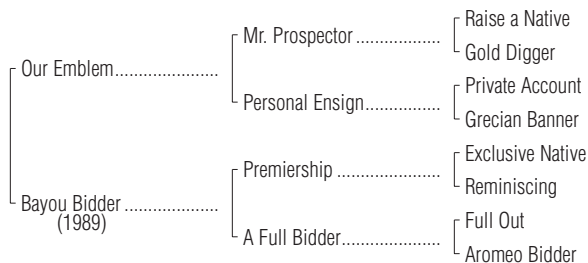 Raise a Native
Mr. Prospector ..................
Gold Digger
Our Emblem......................
Private Account
Personal Ensign................
Grecian Banner
Exclusive Native
Premiership .....................
Reminiscing
Bayou Bidder ....................
(1989)
Full Out
A Full Bidder....................
Aromeo Bidder